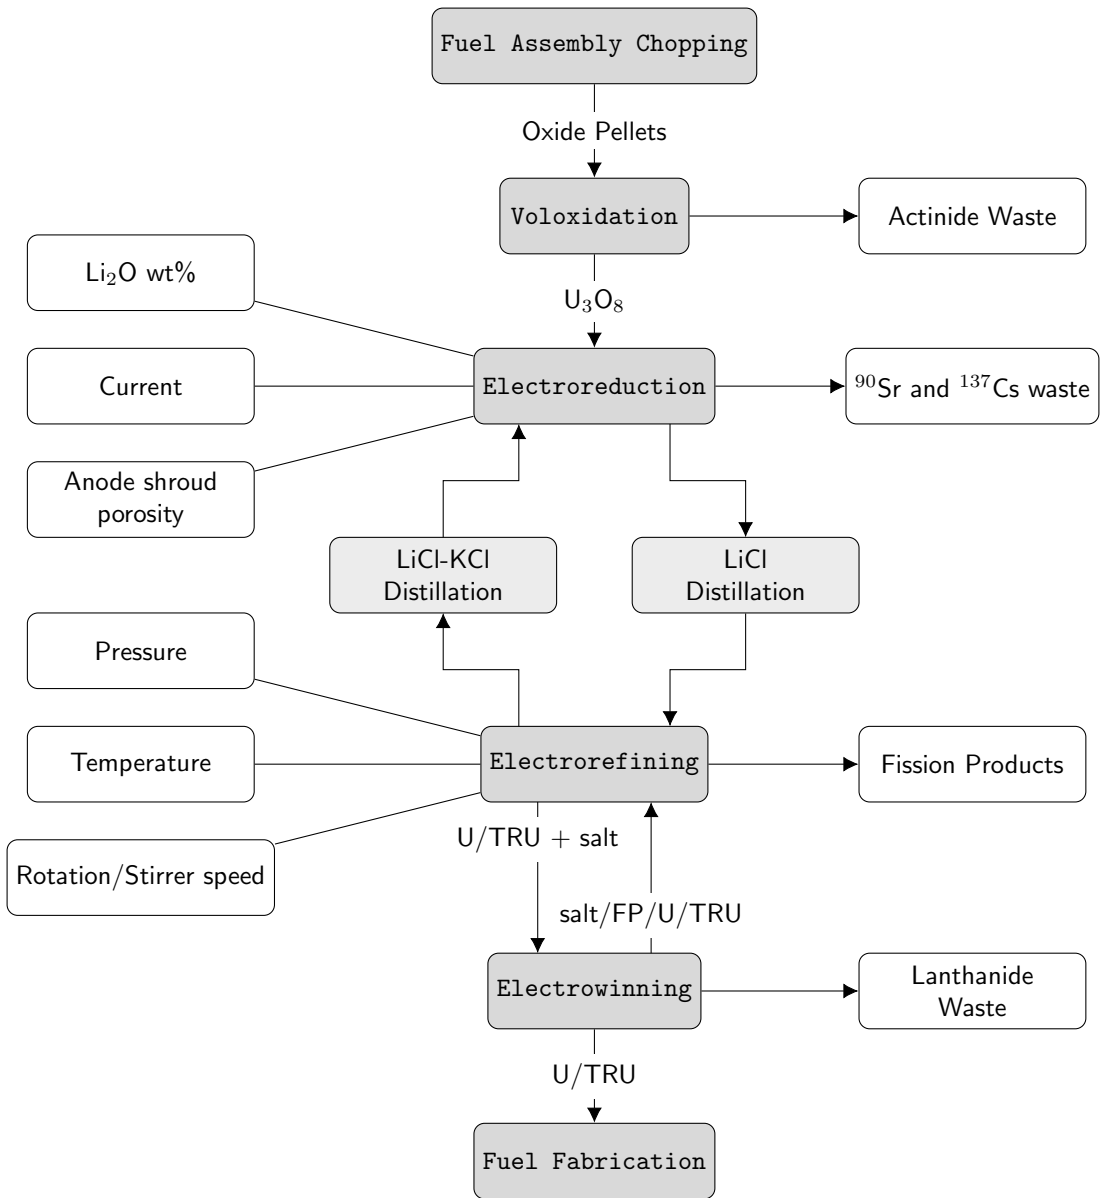 Fuel Assembly Chopping
Oxide Pellets
Voloxidation
Actinide Waste
Li₂O wt%
U₃O₈
Current
Electroreduction
⁹⁰Sr and ¹³⁷Cs waste
Anode shroud
porosity
LiCl-KCl
Distillation
LiCl
Distillation
Pressure
Temperature
Electrorefining
Fission Products
Rotation/Stirrer speed
U/TRU + salt
salt/FP/U/TRU
Electrowinning
Lanthanide
Waste
U/TRU
Fuel Fabrication